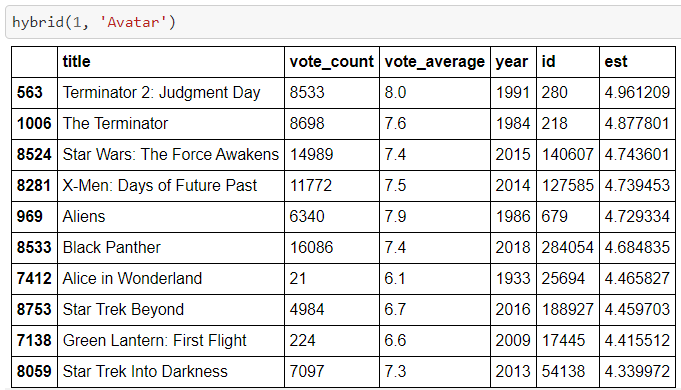 hybrid(1, 'Avatar')
title vote_count vote_average year id est
563 Terminator 2: Judgment Day 8533 8.0 1991 280 4.961209
1006 The Terminator 8698 7.6 1984 218 4.877801
8524 Star Wars: The Force Awakens 14989 7.4 2015 140607 4.743601
8281 X-Men: Days of Future Past 11772 7.5 2014 127585 4.739453
969 Aliens 6340 7.9 1986 679 4.729334
8533 Black Panther 16086 7.4 2018 284054 4.684835
7412 Alice in Wonderland 21 6.1 1933 25694 4.465827
8753 Star Trek Beyond 4984 6.7 2016 188927 4.459703
7138 Green Lantern: First Flight 224 6.6 2009 17445 4.415512
8059 Star Trek Into Darkness 7097 7.3 2013 54138 4.339972